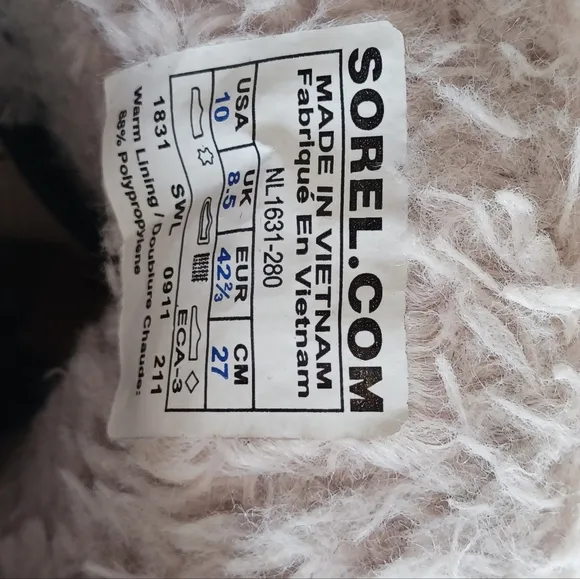 SOREL.COM
MADE IN VIETNAM
Fabriqué En Vietnam
NL1631-280
USA UK EUR CM
10 8.5 42⅔ 27
ECA-3
1831 SWL 0911 211
Warm Lining / Doublure Chaude:
88% Polypropylene